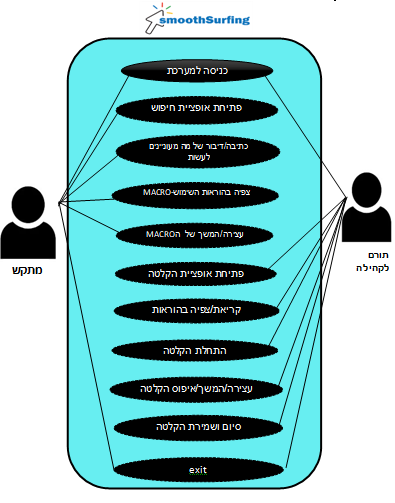 smoothSurfing
כניסה למערכת
פתיחת אופציית חיפוש
כתיבה/דיבור של מה מעוניינים
לעשות
צפיה בהוראות השימוש-MACRO
עצירה/המשך של הMACRO
פתיחת אופציית הקלטה
קריאת/צפיה בהוראות
התחלת הקלטה
עצירה/המשך/איפוס הקלטה
סיום ושמירת הקלטה
exit
מתקש
תורם
לקהילה